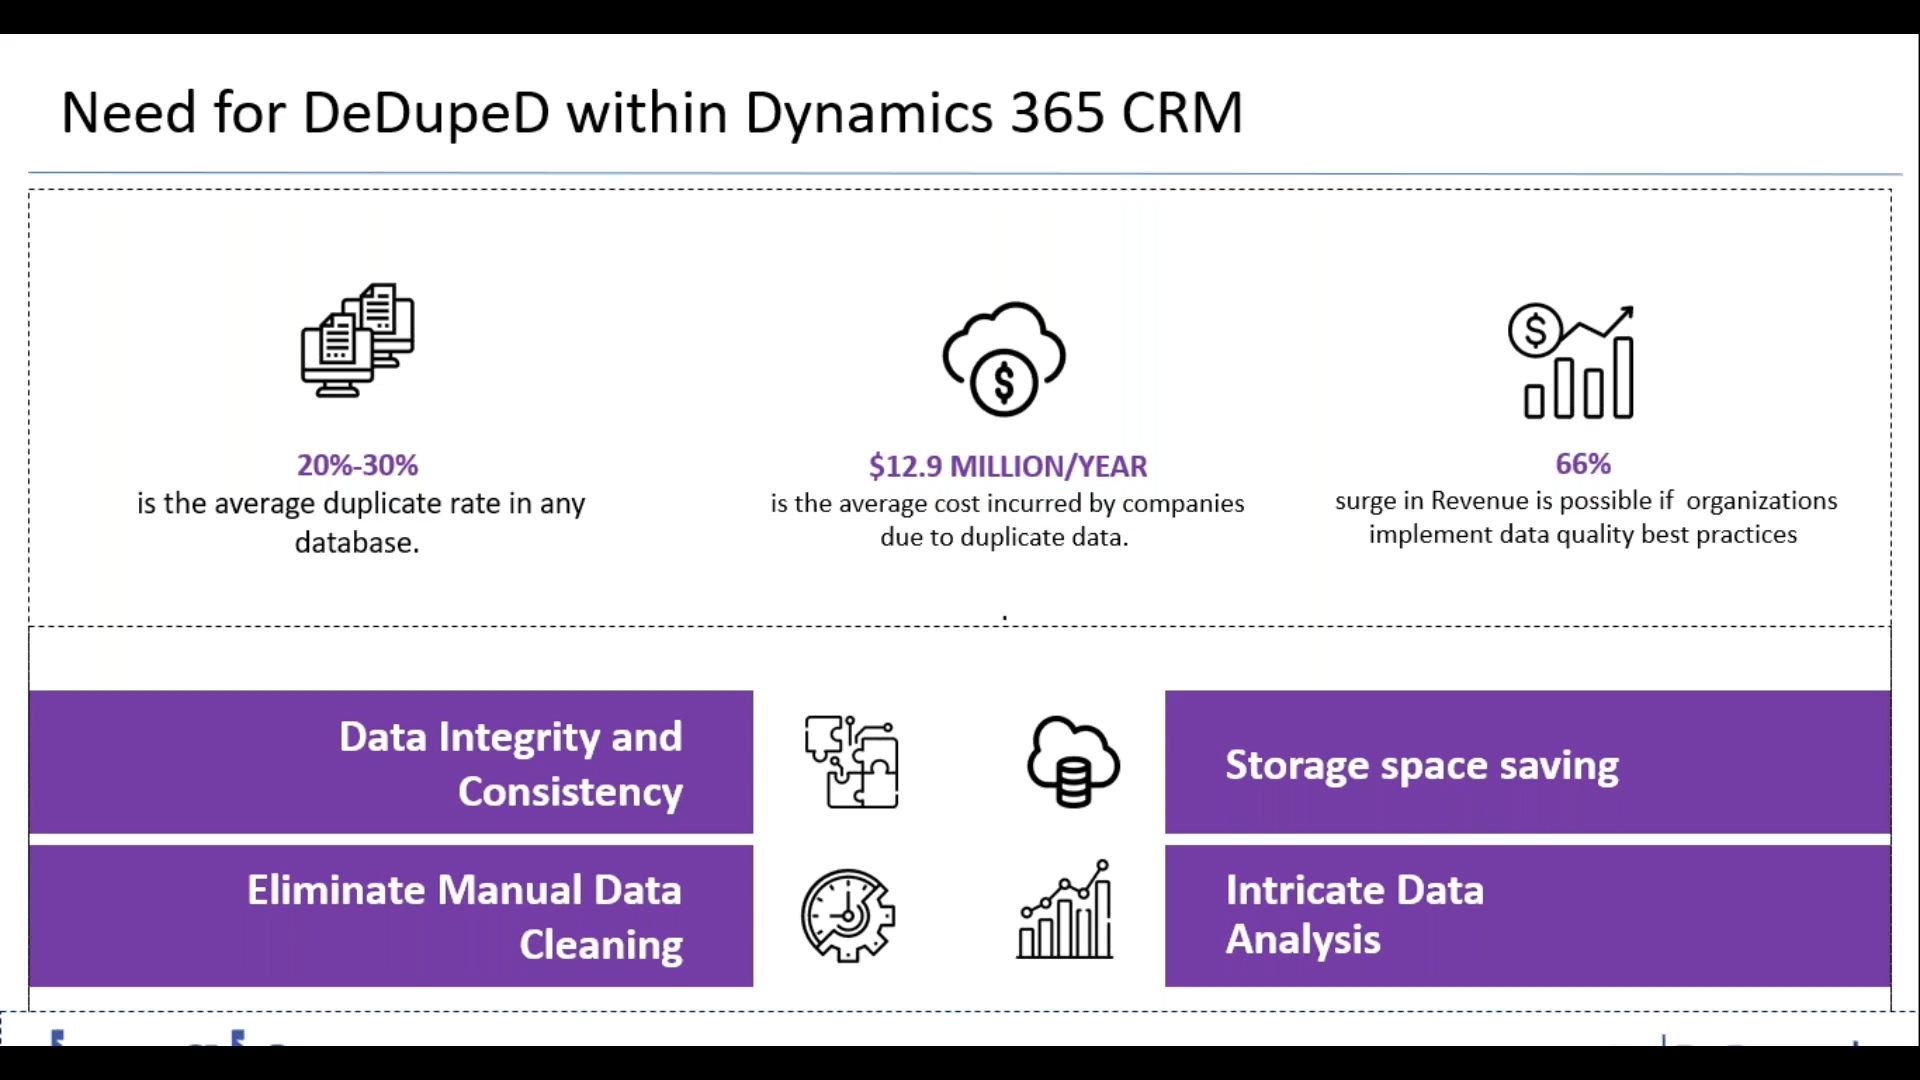 Need for DeDupeD within Dynamics 365 CRM
20%-30%
is the average duplicate rate in any
database.
$12.9 MILLION/YEAR
is the average cost incurred by companies
due to duplicate data.
.
66%
surge in Revenue is possible if organizations
implement data quality best practices
Data Integrity and
Consistency
Storage space saving
Eliminate Manual Data
Cleaning
Intricate Data
Analysis